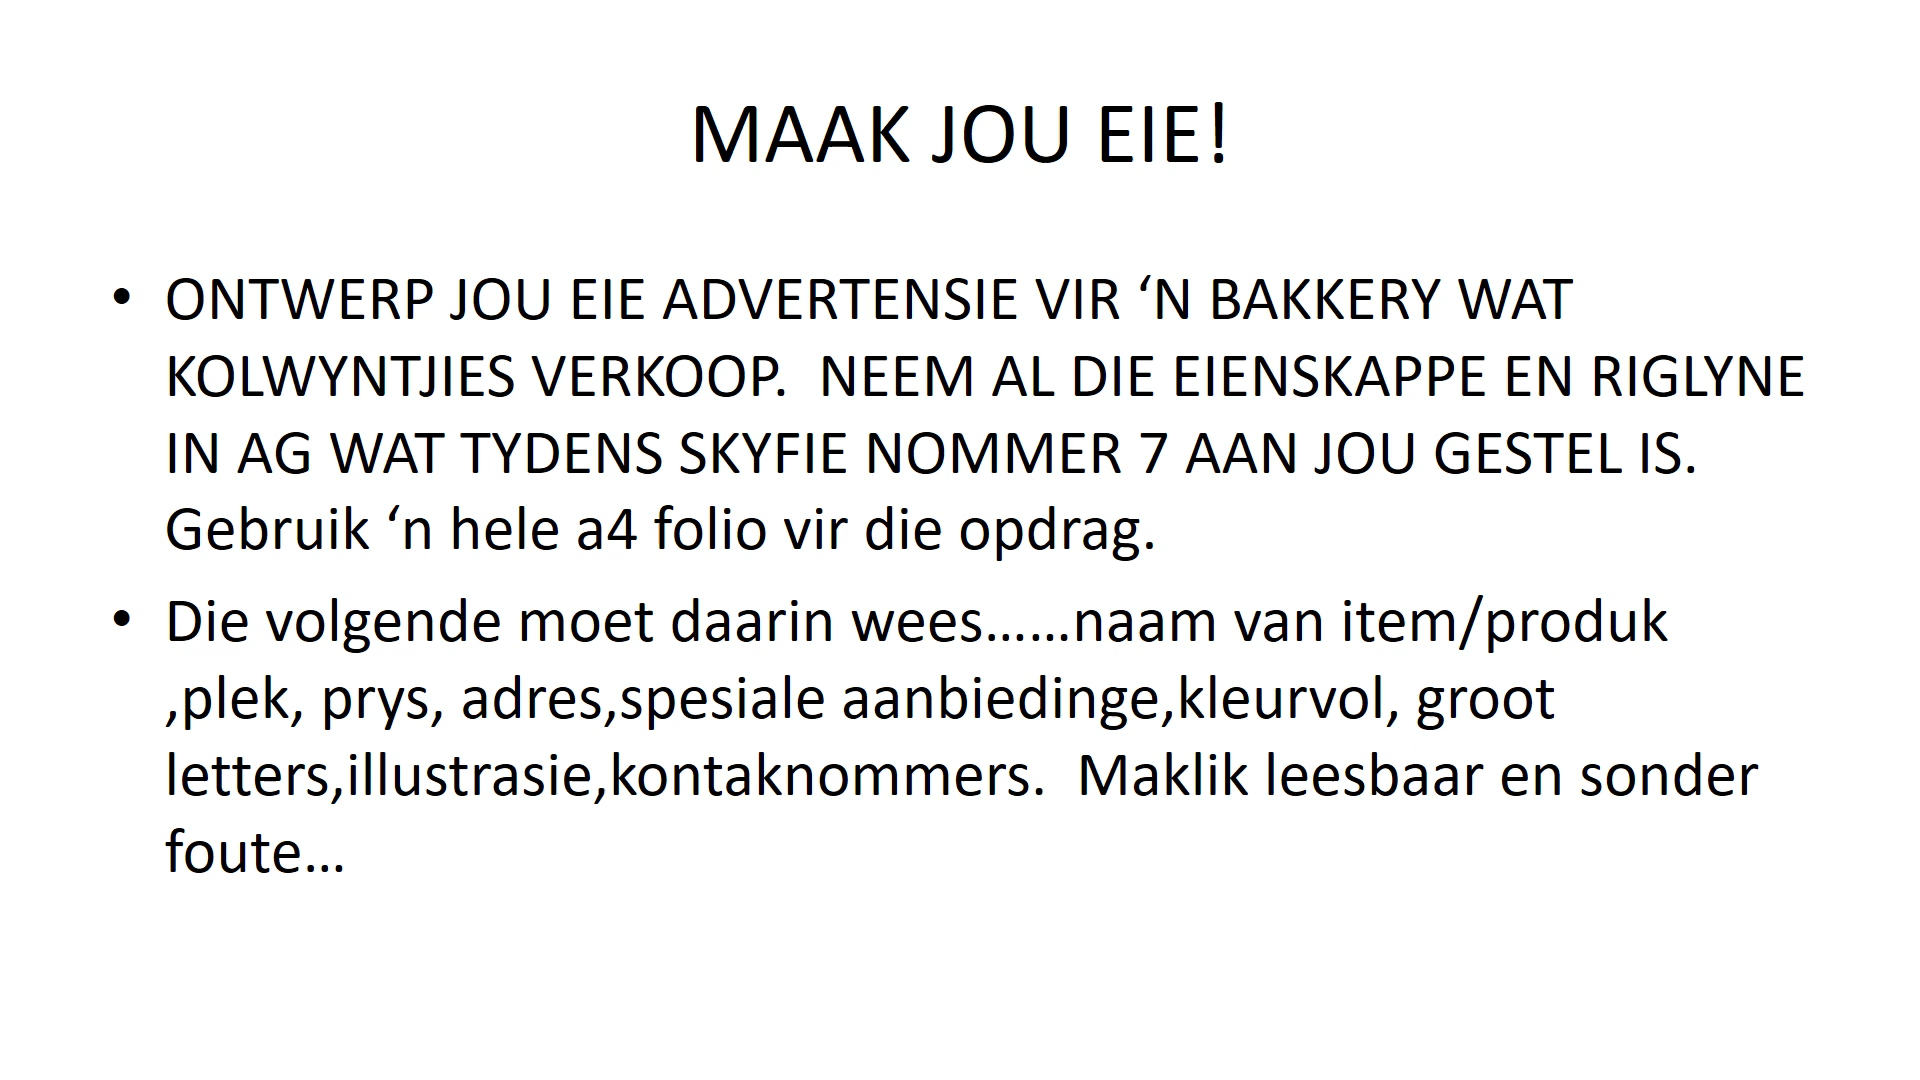 MAAK JOU EIE!
• ONTWERP JOU EIE ADVERTENSIE VIR ‘N BAKKERY WAT
KOLWYNTJIES VERKOOP.  NEEM AL DIE EIENSKAPPE EN RIGLYNE
IN AG WAT TYDENS SKYFIE NOMMER 7 AAN JOU GESTEL IS.
Gebruik ‘n hele a4 folio vir die opdrag.
• Die volgende moet daarin wees……naam van item/produk
,plek, prys, adres,spesiale aanbiedinge,kleurvol, groot
letters,illustrasie,kontaknommers.  Maklik leesbaar en sonder
foute…